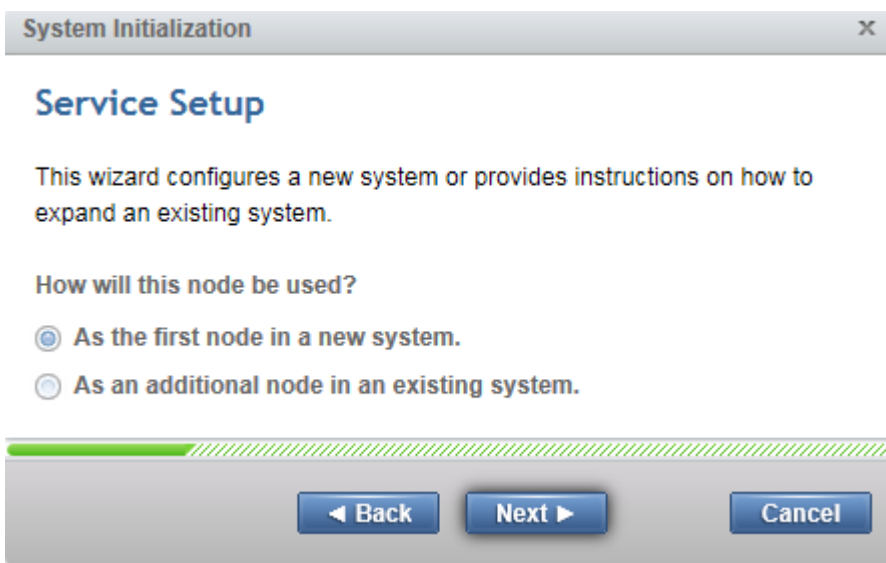 System Initialization
Service Setup
This wizard configures a new system or provides instructions on how to
expand an existing system.
How will this node be used?
As the first node in a new system.
As an additional node in an existing system.
Back Next Cancel